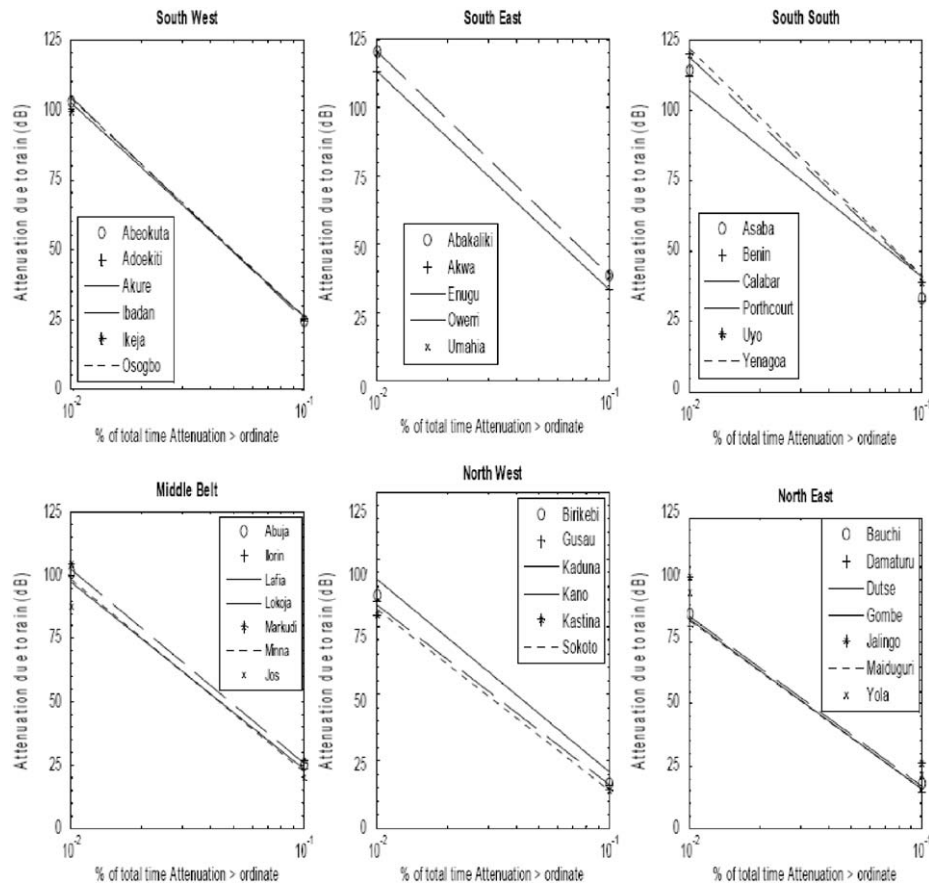 South West
Attenuation due to rain (dB)
125
100
75
50
25
0
Abeokuta
Adoekiti
Akure
Ibadan
Ikeja
Osogbo
10-2
10-1
% of total time Attenuation > ordinate
South East
Attenuation due to rain (dB)
125
100
75
50
25
0
Abakaliki
Akwa
Enugu
Owerri
Umahia
10-2
10-1
% of total time Attenuation > ordinate
South South
Attenuation due to rain (dB)
125
100
75
50
25
0
Asaba
Benin
Calabar
Porthcourt
Uyo
Yenagoa
10-2
10-1
% of total time Attenuation > ordinate
Middle Belt
Attenuation due to rain (dB)
125
100
75
50
25
0
Abuja
Ilorin
Lafia
Lokoja
Markudi
Minna
Jos
10-2
10-1
% of total time Attenuation > ordinate
North West
Attenuation due to rain (dB)
125
100
75
50
25
0
Birikebi
Gusau
Kaduna
Kano
Kastina
Sokoto
10-2
10-1
% of total time Attenuation > ordinate
North East
Attenuation due to rain (dB)
125
100
75
50
25
0
Bauchi
Damaturu
Dutse
Gombe
Jalingo
Maiduguri
Yola
10-2
10-1
% of total time Attenuation > ordinate